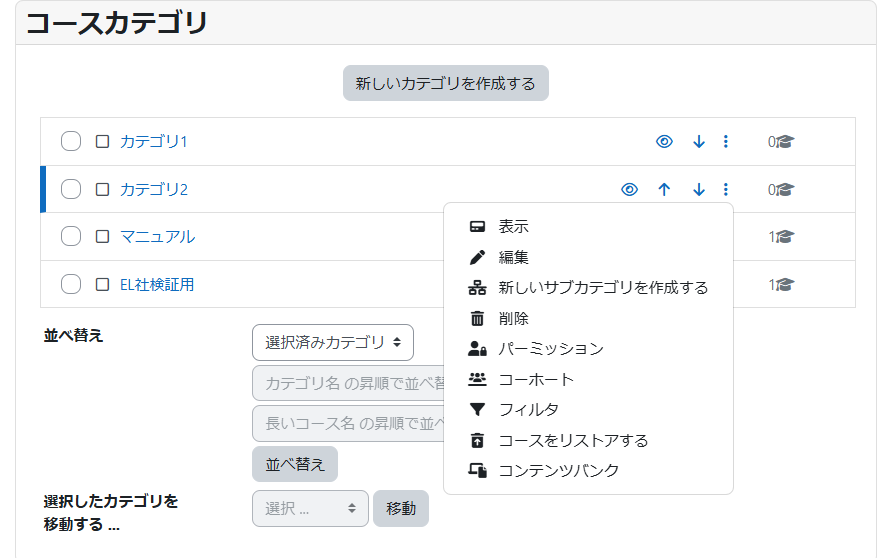 コースカテゴリ
新しいカテゴリを作成する
カテゴリ1 0
カテゴリ2 0
マニュアル 1
EL社検証用 1
表示
編集
新しいサブカテゴリを作成する
削除
パーミッション
コーホート
フィルタ
コースをリストアする
コンテンツバンク
並べ替え
選択済みカテゴリ
カテゴリ名 の昇順で並べ替
長いコース名 の昇順で並べ
並べ替え
選択したカテゴリを
移動する ...
選択 ... 移動